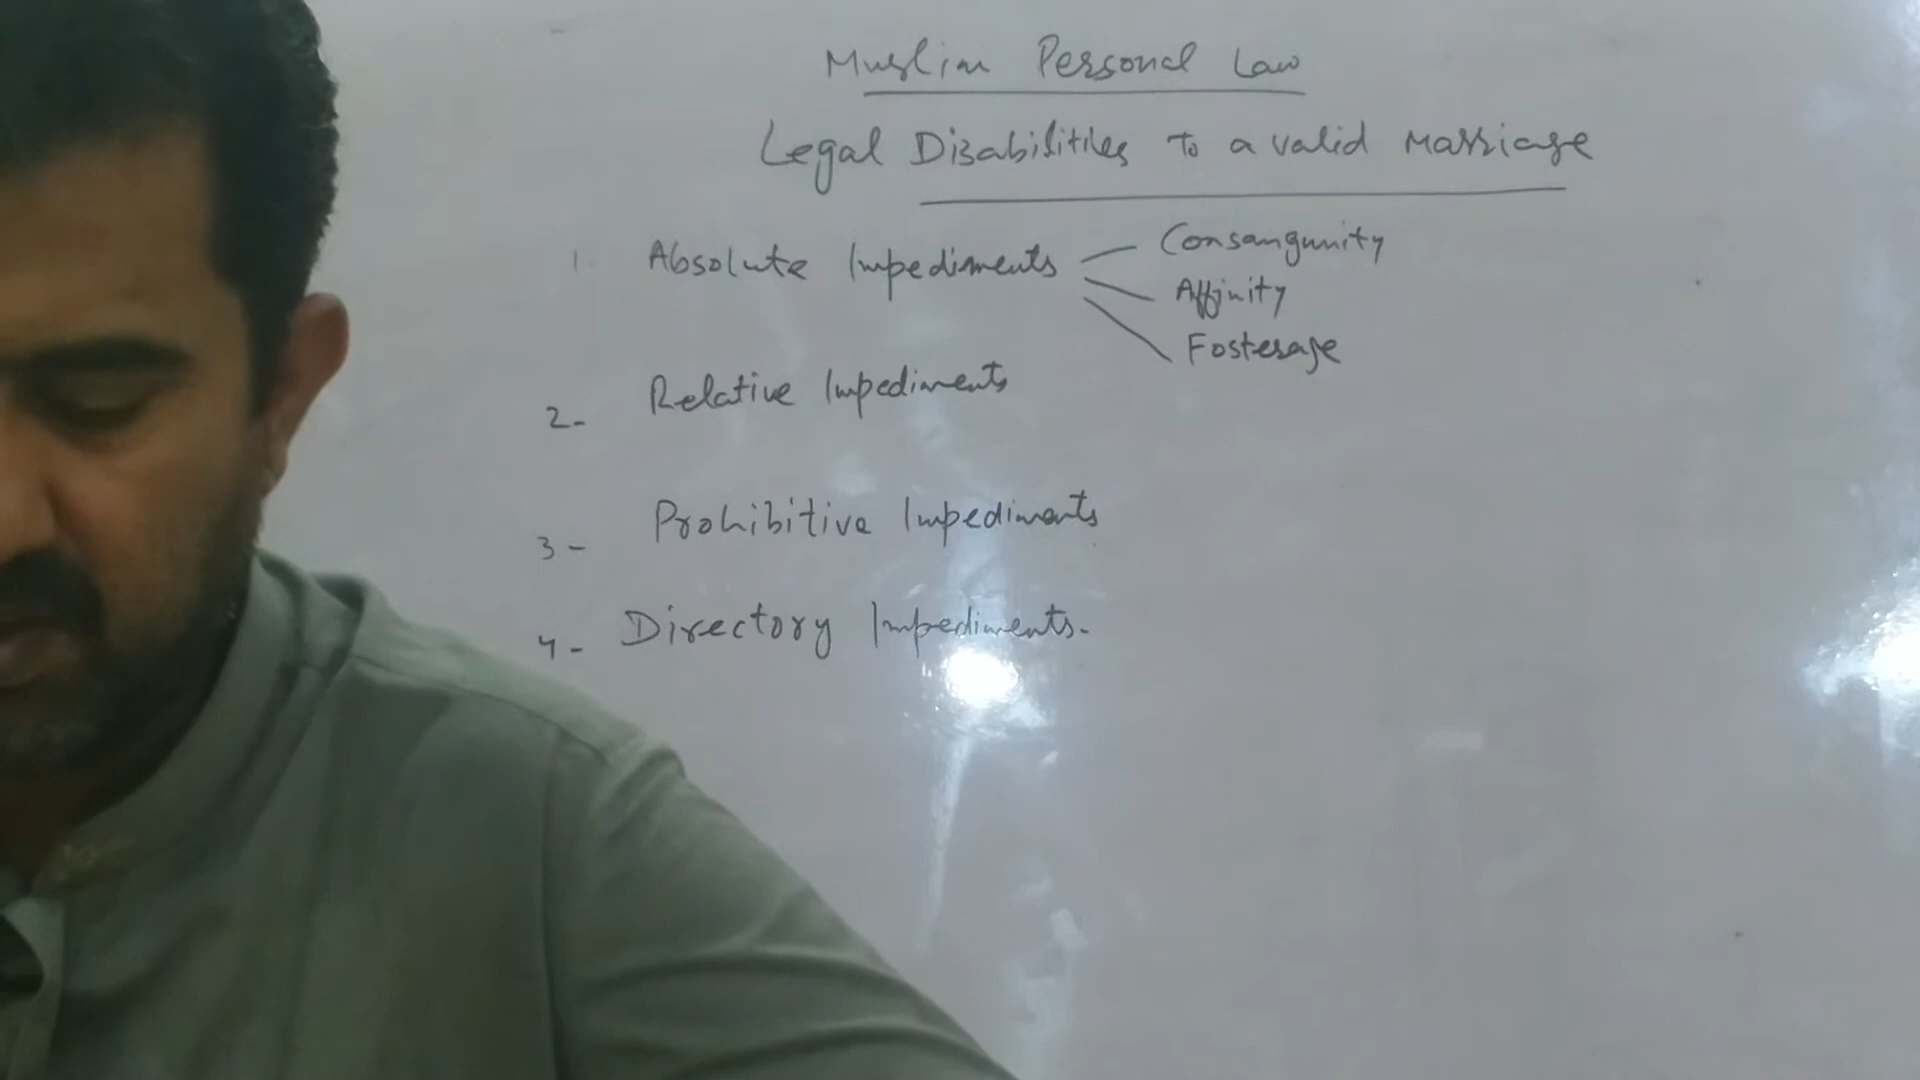 Muslim Personal Law
Legal Disabilities to a valid Marriage
1. Absolute Impediments
Consangunity
Affinity
Fosterage
2- Relative Impediments
3- Prohibitive Impediments
4- Directory Impediments.